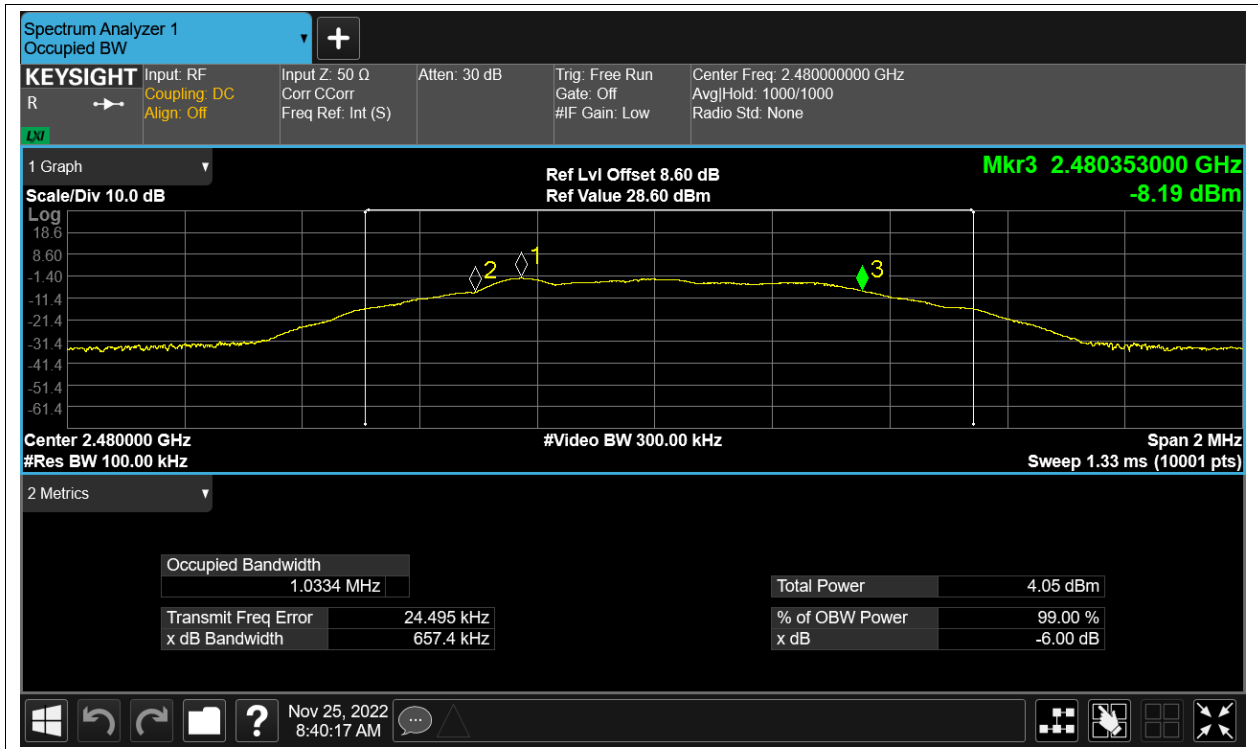 Spectrum Analyzer 1
Occupied BW
KEYSIGHT
R
LXI
Input: RF
Coupling: DC
Align: Off
Input Z: 50 Ω
Corr CCorr
Freq Ref: Int (S)
Atten: 30 dB
Trig: Free Run
Gate: Off
#IF Gain: Low
Center Freq: 2.480000000 GHz
Avg|Hold: 1000/1000
Radio Std: None
1 Graph
Scale/Div 10.0 dB
Ref Lvl Offset 8.60 dB
Ref Value 28.60 dBm
Mkr3 2.480353000 GHz
-8.19 dBm
Log
18.6
8.60
-1.40
-11.4
-21.4
-31.4
-41.4
-51.4
-61.4
2
1
3
Center 2.480000 GHz
#Video BW 300.00 kHz
Span 2 MHz
#Res BW 100.00 kHz
Sweep 1.33 ms (10001 pts)
2 Metrics
Occupied Bandwidth
1.0334 MHz
Total Power 4.05 dBm
Transmit Freq Error 24.495 kHz
% of OBW Power 99.00 %
x dB Bandwidth 657.4 kHz
x dB -6.00 dB
?
Nov 25, 2022
8:40:17 AM